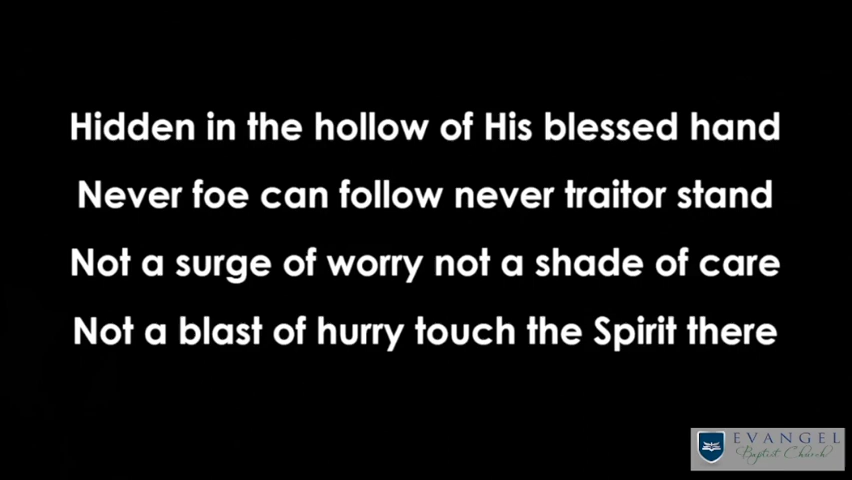 Hidden in the hollow of His blessed hand
Never foe can follow never traitor stand
Not a surge of worry not a shade of care
Not a blast of hurry touch the Spirit there
EVANGEL
Baptist Church